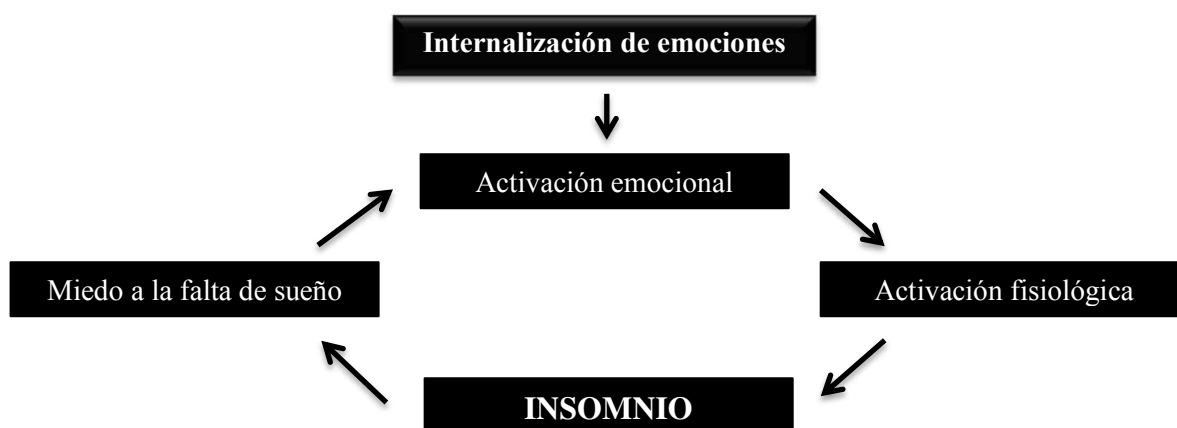 Internalización de emociones
Activación emocional
Miedo a la falta de sueño
Activación fisiológica
INSOMNIO